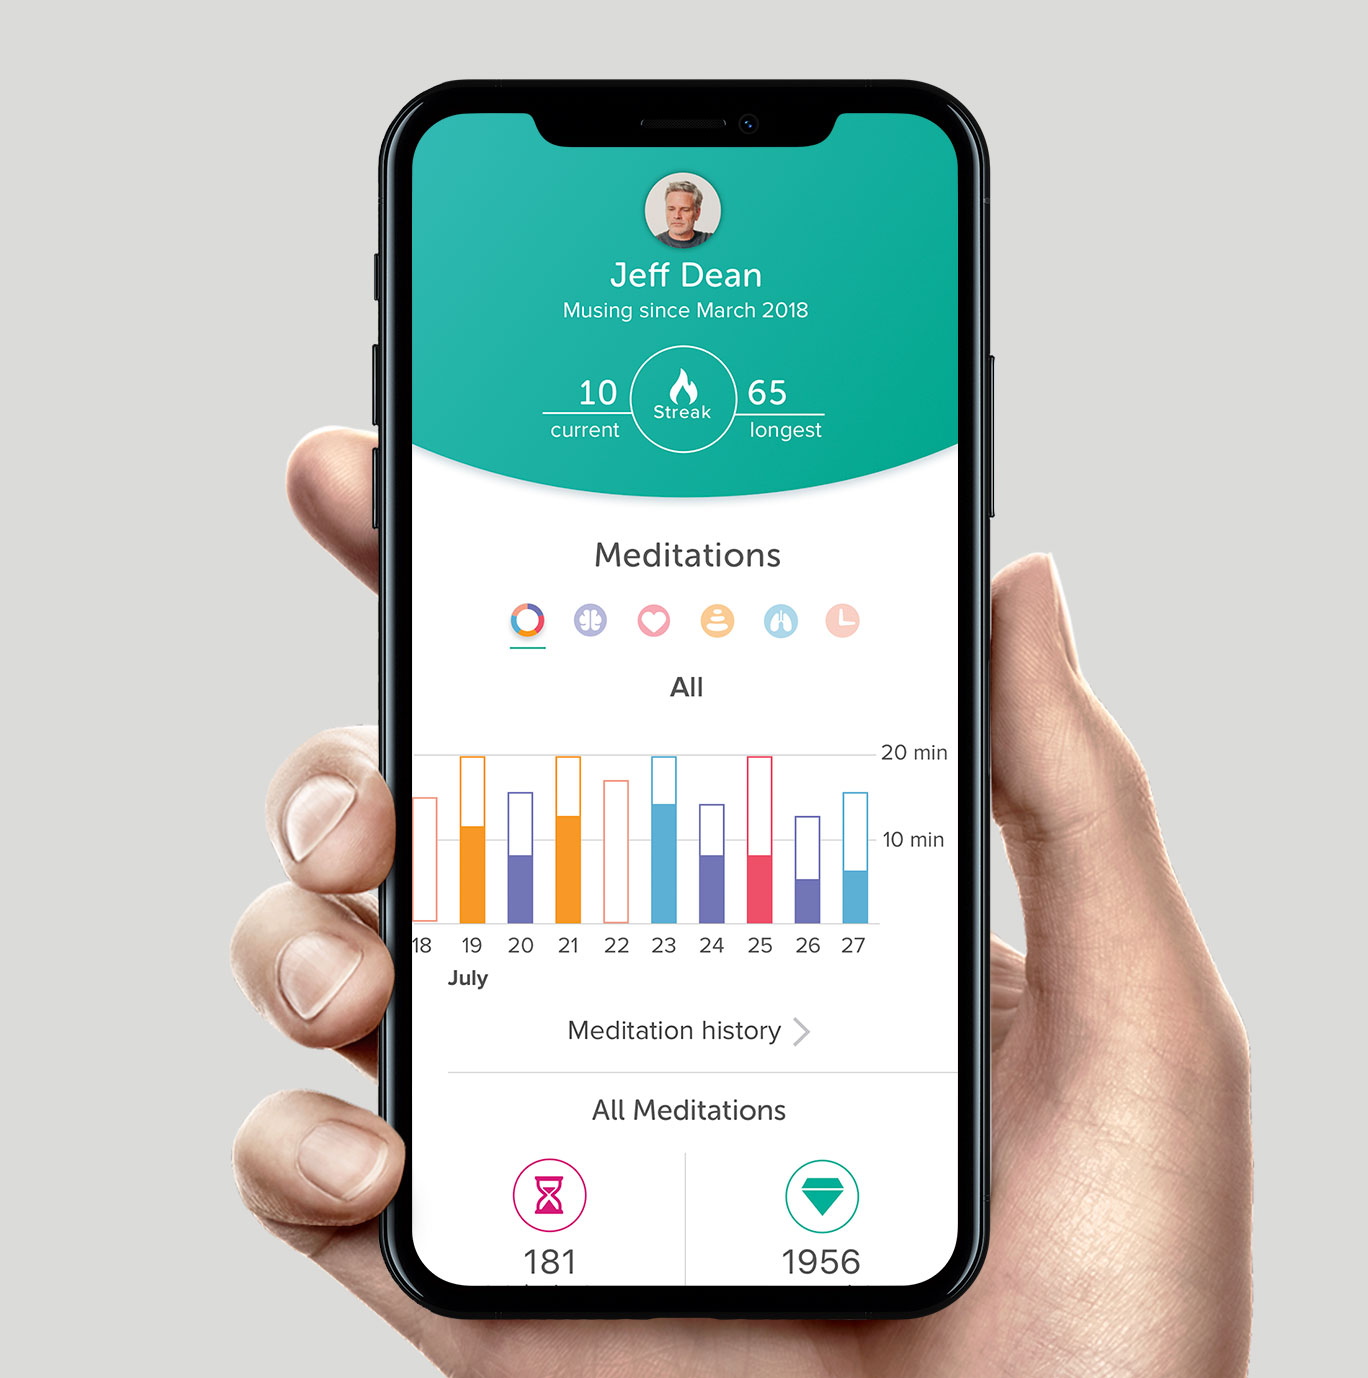 Jeff Dean
Musing since March 2018
10 Streak 65
current longest
Meditations
All
20 min
10 min
18 19 20 21 22 23 24 25 26 27
July
Meditation history
All Meditations
181 1956